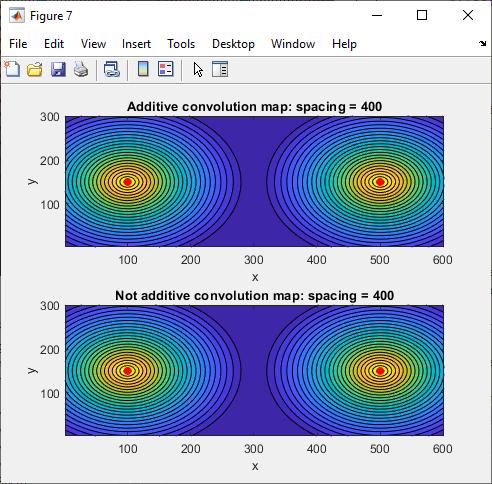 Figure 7
File Edit View Insert Tools Desktop Window Help
Additive convolution map: spacing = 400
300
200
100
y
100 200 300 400 500 600
x
Not additive convolution map: spacing = 400
300
200
100
y
100 200 300 400 500 600
x